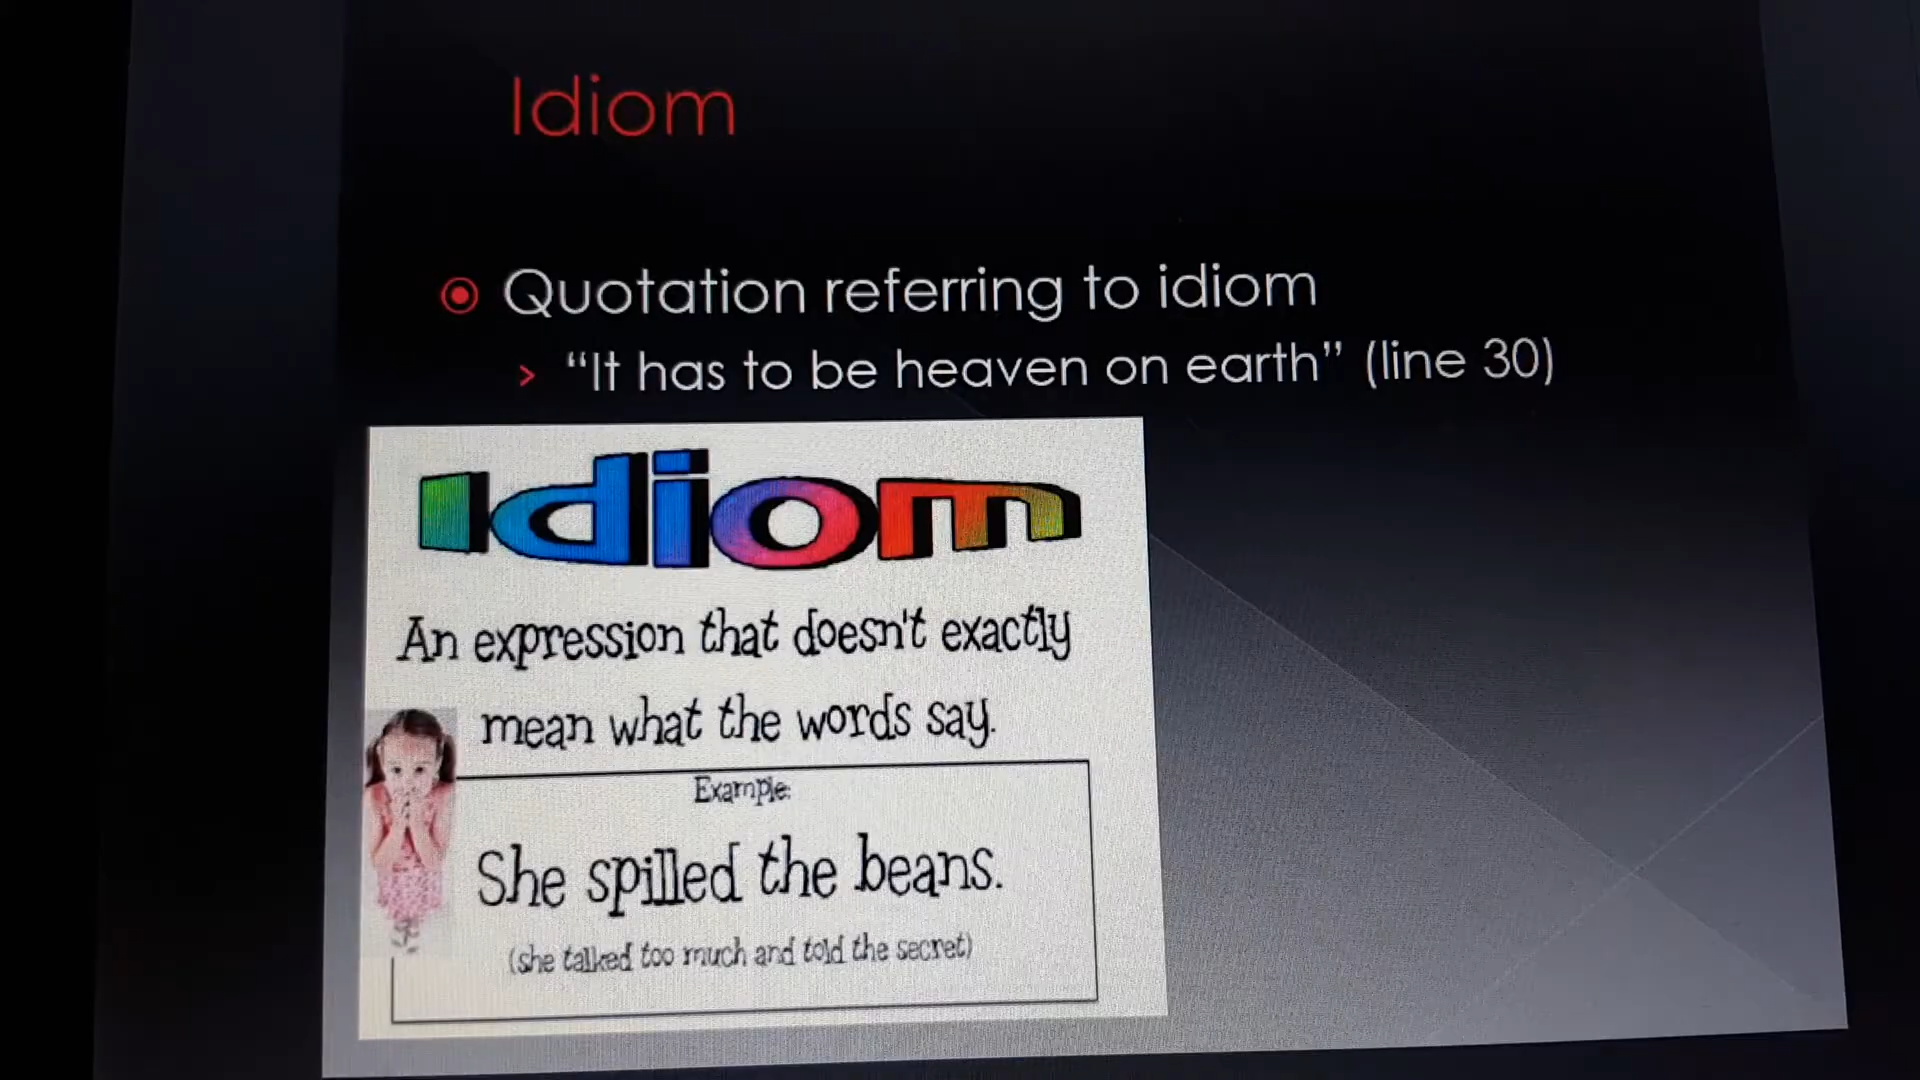 Idiom
Quotation referring to idiom
> “It has to be heaven on earth” (line 30)
Idiom
An expression that doesn't exactly
mean what the words say.
Example:
She spilled the beans.
(she talked too much and told the secret)